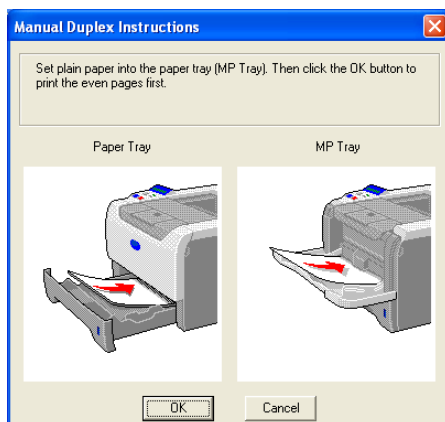 Manual Duplex Instructions
Set plain paper into the paper tray (MP Tray). Then click the OK button to
print the even pages first.
Paper Tray
MP Tray
OK
Cancel